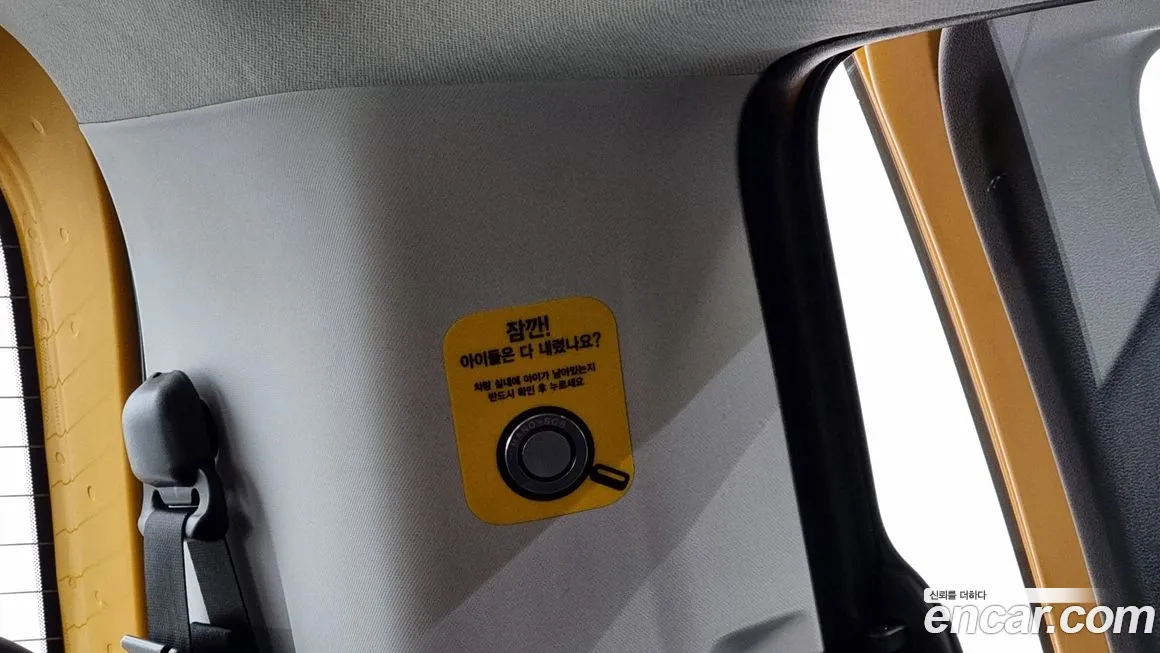 잠깐!
아이들은 다 내렸나요?
차량 실내에 아이가 남아있는지
반드시 확인 후 누르세요
신뢰를 더하다
encar.com